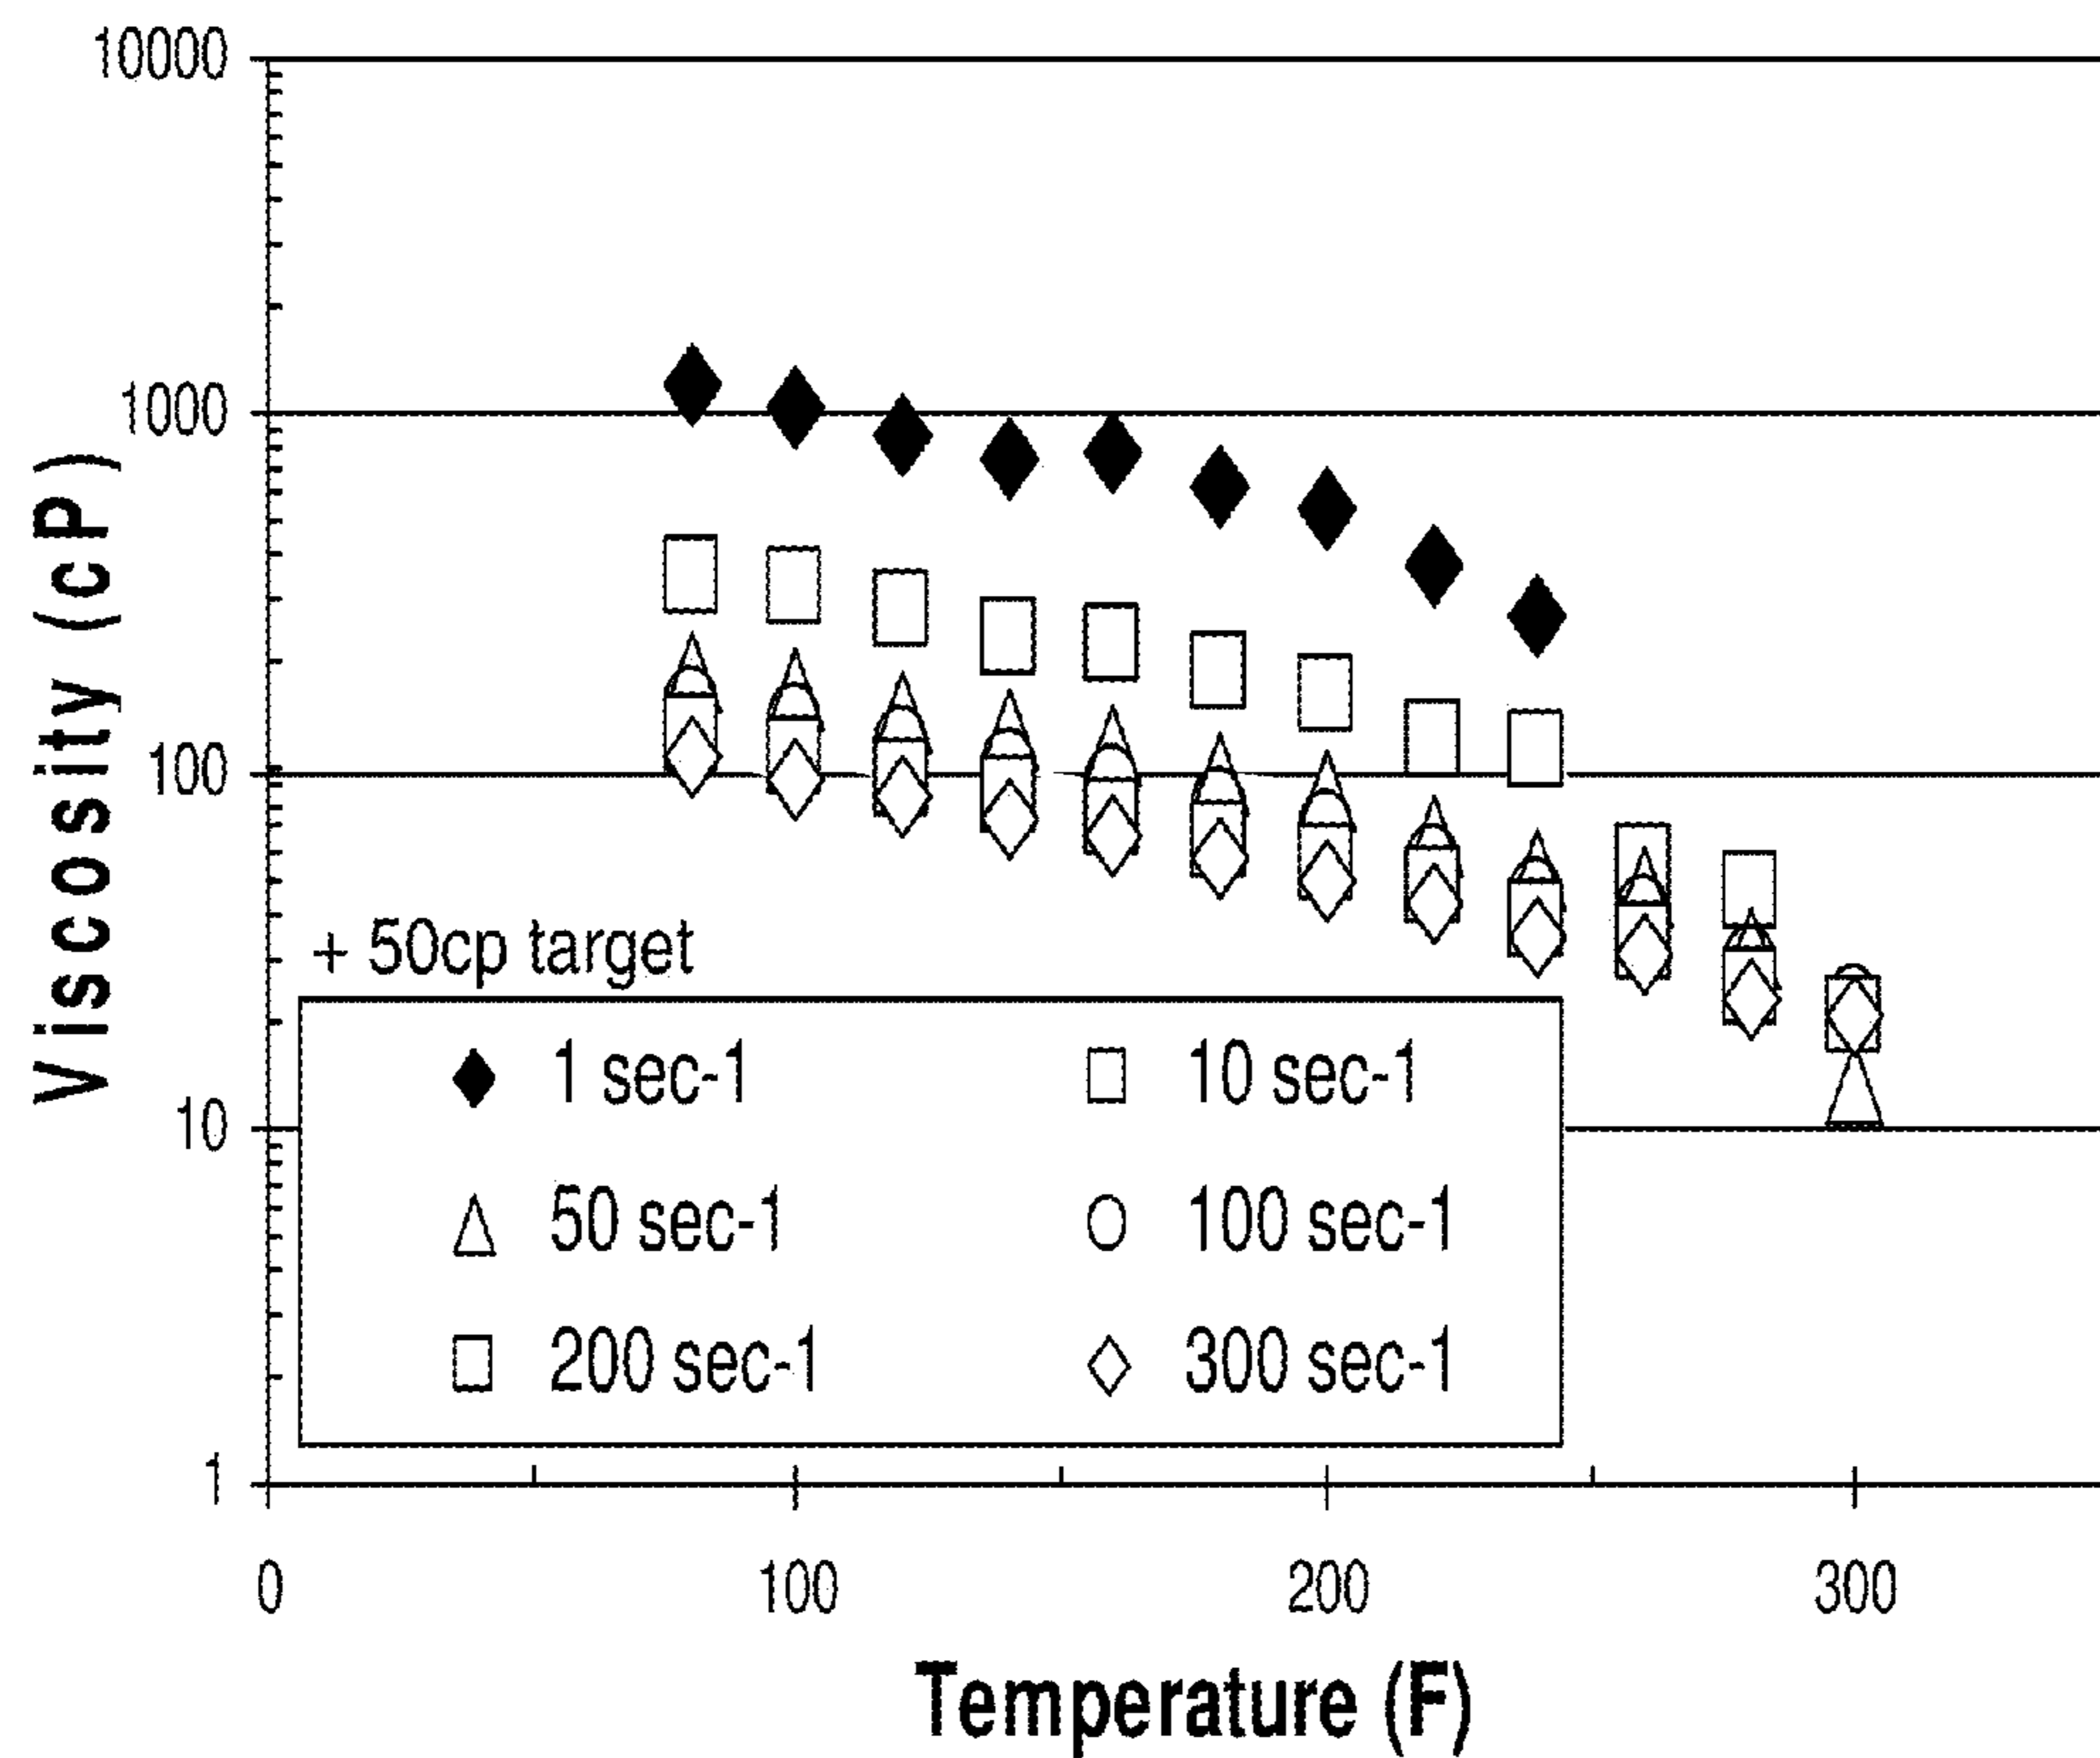 10000
1000
100
10
1
Viscosity (cP)
+ 50cp target
1 sec-1
10 sec-1
50 sec-1
100 sec-1
200 sec-1
300 sec-1
0
100
200
300
Temperature (F)